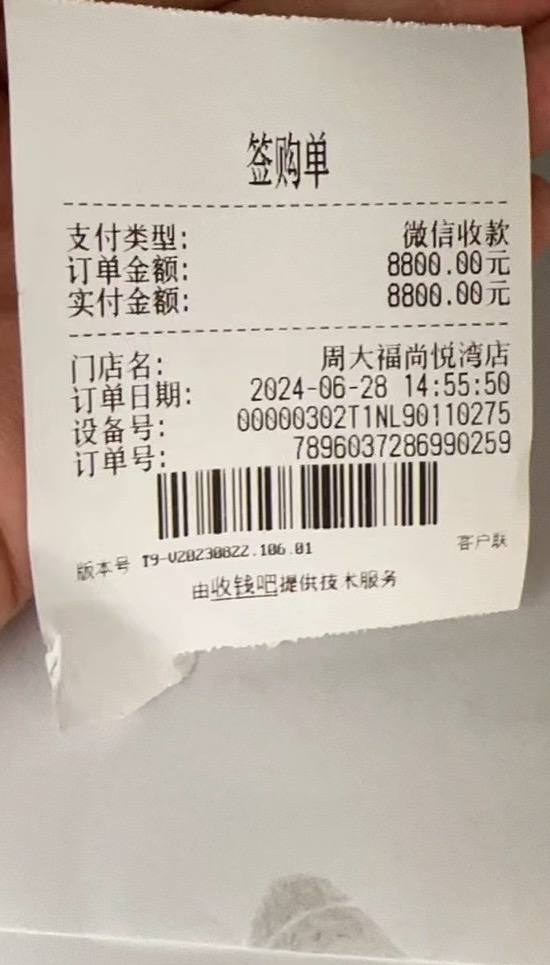 签购单
支付类型: 微信收款
订单金额: 8800.00元
实付金额: 8800.00元
门店名: 周大福尚悦湾店
订单日期: 2024-06-28 14:55:50
设备号: 00000302T1NL90110275
订单号: 7896037286990259
版本号 T9-V20230822.106.01 客户联
由收钱吧提供技术服务